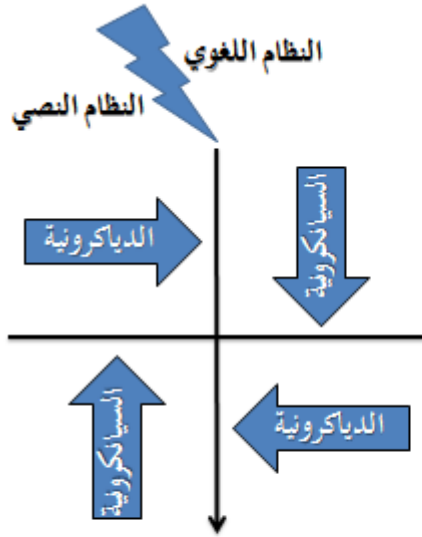 النظام اللغوي
النظام النصي
السيانكرونية
الدياكرونية
الدياكرونية
السيانكرونية